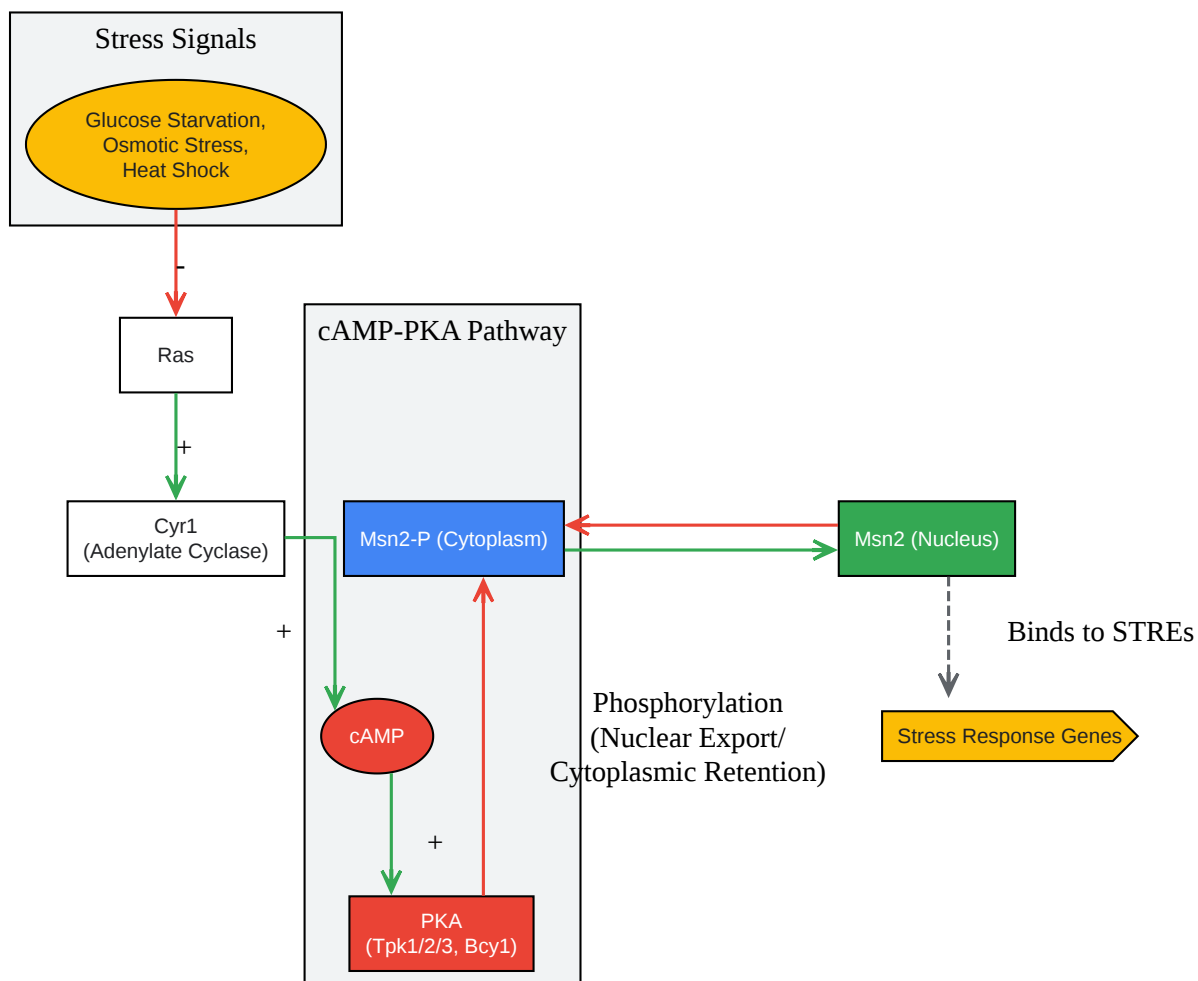 Stress Signals
Glucose Starvation,
Osmotic Stress,
Heat Shock
-
Ras
cAMP-PKA Pathway
+
Cyr1
(Adenylate Cyclase)
Msn2-P (Cytoplasm)
Msn2 (Nucleus)
+
Binds to STREs
Phosphorylation
(Nuclear Export/
Cytoplasmic Retention)
cAMP
Stress Response Genes
+
PKA
(Tpk1/2/3, Bcy1)